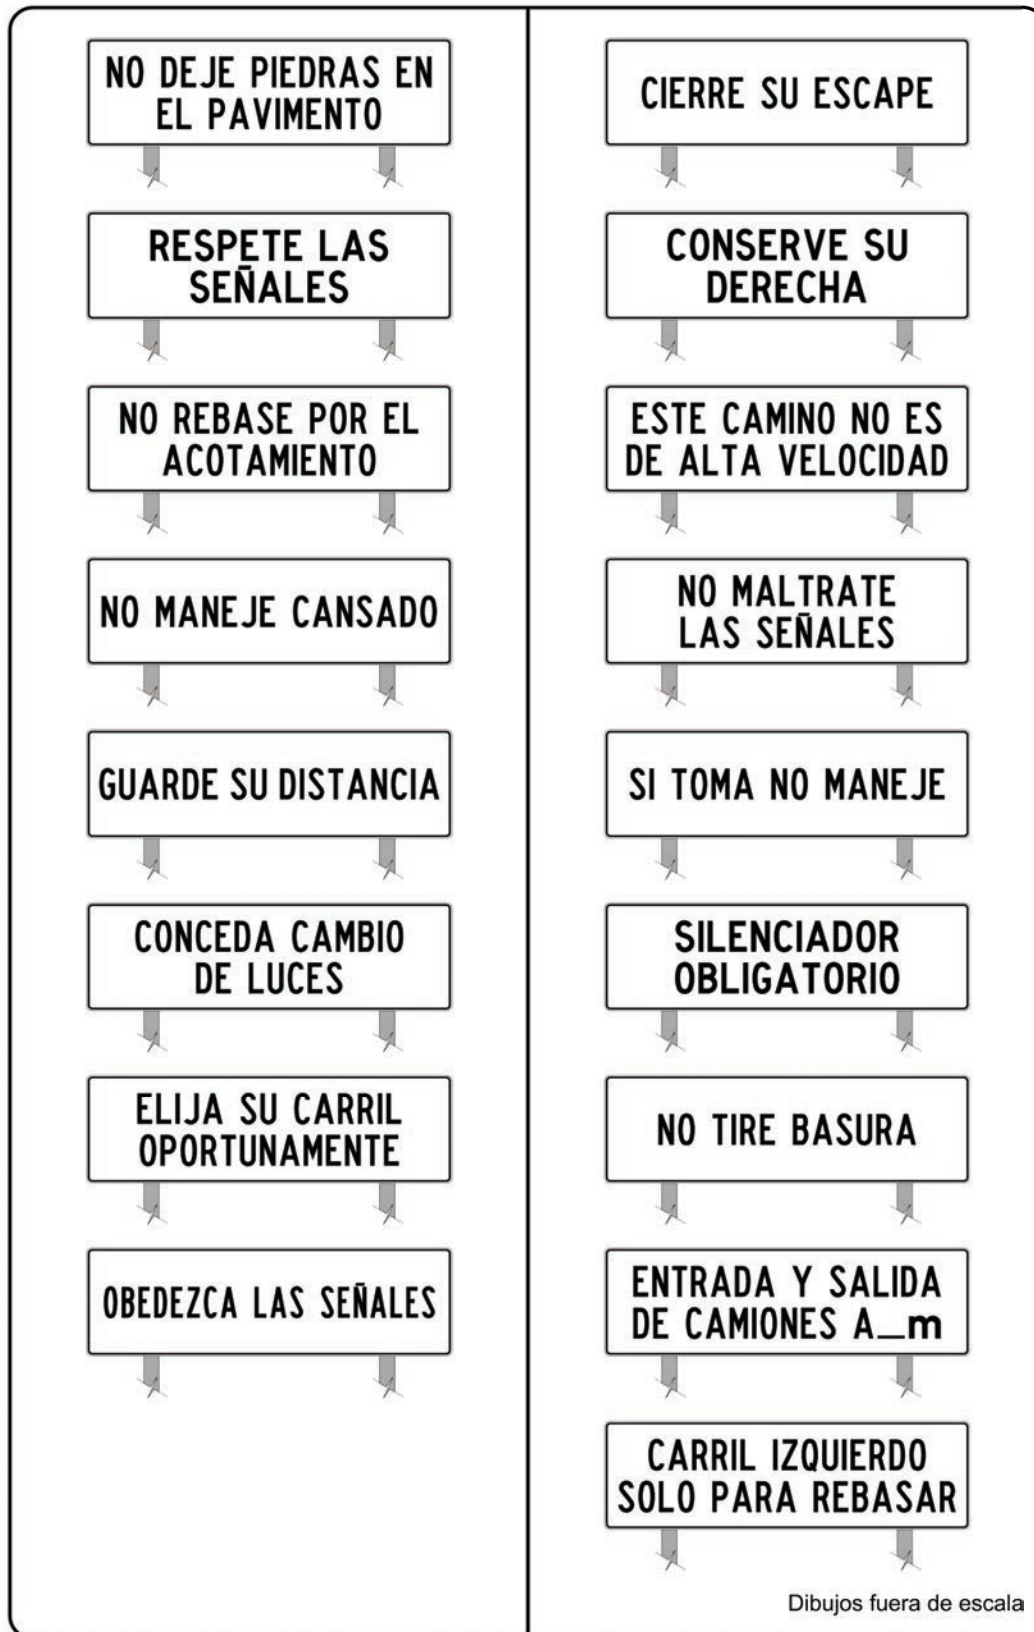 NO DEJE PIEDRAS EN
EL PAVIMENTO
RESPETE LAS
SEÑALES
NO REBASE POR EL
ACOTAMIENTO
NO MANEJE CANSADO
GUARDE SU DISTANCIA
CONCEDA CAMBIO
DE LUCES
ELIJA SU CARRIL
OPORTUNAMENTE
OBEDEZCA LAS SEÑALES
CIERRE SU ESCAPE
CONSERVE SU
DERECHA
ESTE CAMINO NO ES
DE ALTA VELOCIDAD
NO MALTRATE
LAS SEÑALES
SI TOMA NO MANEJE
SILENCIADOR
OBLIGATORIO
NO TIRE BASURA
ENTRADA Y SALIDA
DE CAMIONES A__m
CARRIL IZQUIERDO
SOLO PARA REBASAR
Dibujos fuera de escala